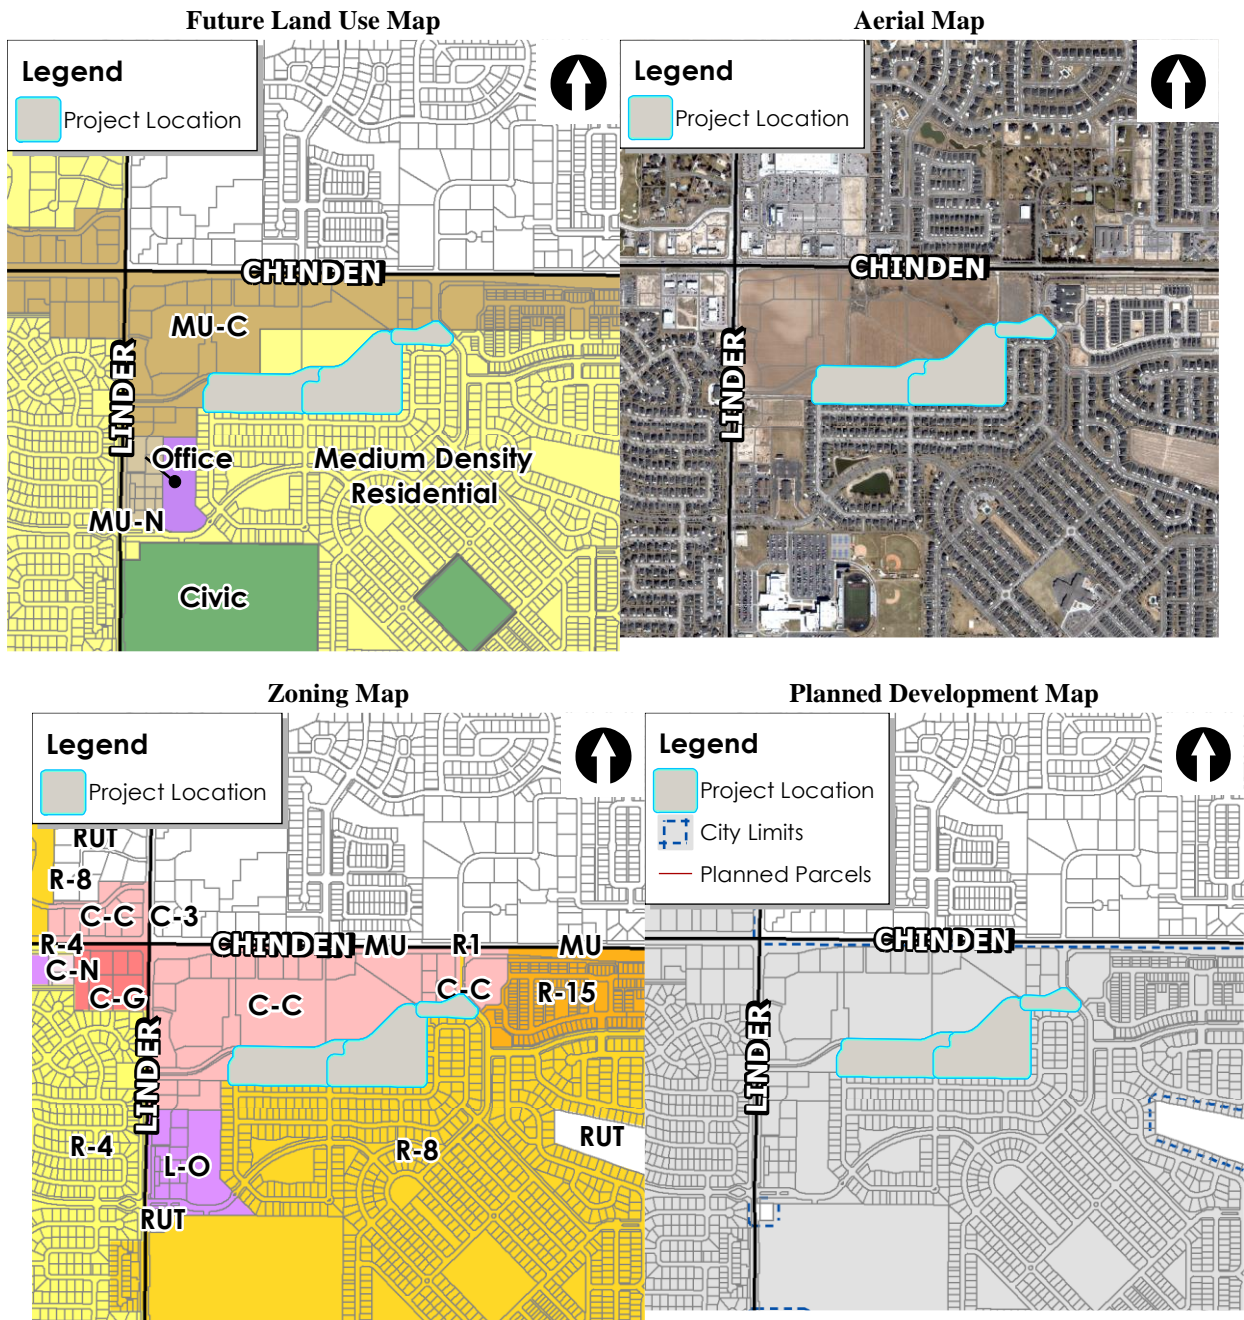 Future Land Use Map
Legend
Project Location
CHINDEN
MU-C
LINDER
Office
Medium Density
Residential
MU-N
Civic
Aerial Map
Legend
Project Location
CHINDEN
LINDER
Zoning Map
Legend
Project Location
RUT
R-8
C-C
C-3
R-4
CHINDEN
MU
R1
MU
C-N
C-G
C-C
C-C
R-15
LINDER
R-4
L-O
R-8
RUT
RUT
Planned Development Map
Legend
Project Location
City Limits
Planned Parcels
CHINDEN
LINDER